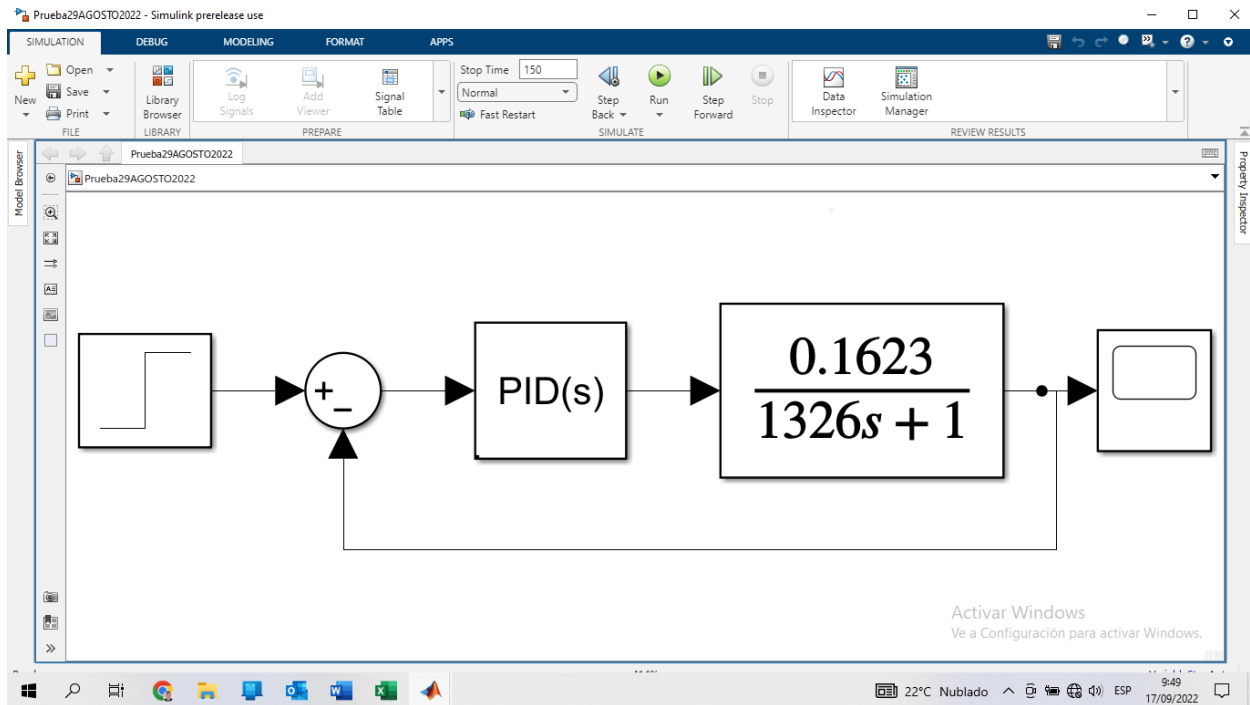 Prueba29AGOSTO2022 - Simulink prerelease use
SIMULATION DEBUG MODELING FORMAT APPS
New
Open
Save
Print
FILE
Library
Browser
LIBRARY
Log
Signals
Add
Viewer
Signal
Table
PREPARE
Stop Time 150
Normal
Fast Restart
Step
Back
Run
Step
Forward
Stop
SIMULATE
Data
Inspector
Simulation
Manager
REVIEW RESULTS
Model Browser
Prueba29AGOSTO2022
Prueba29AGOSTO2022
Property Inspector
+
−
PID(s)
0.1623
1326s + 1
Activar Windows
Ve a Configuración para activar Windows.
22°C Nublado
ESP
9:49
17/09/2022